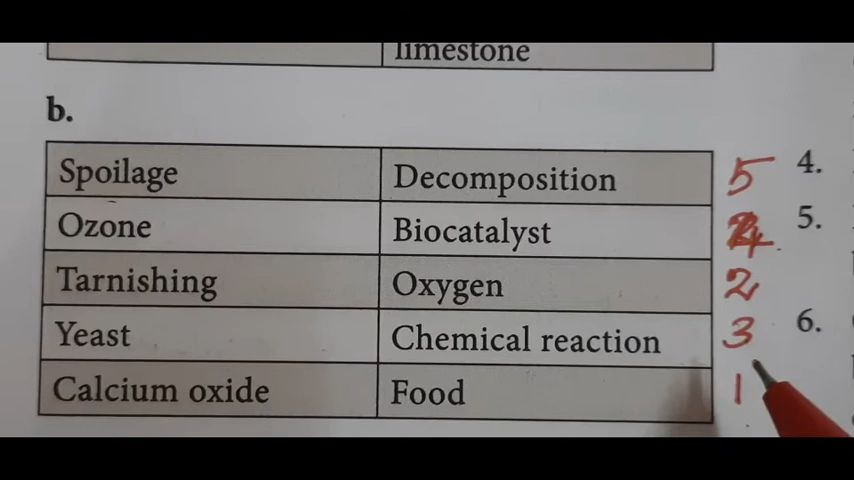 limestone
b.
Spoilage Decomposition 5 4.
Ozone Biocatalyst 4 5.
Tarnishing Oxygen 2
Yeast Chemical reaction 3 6.
Calcium oxide Food 1